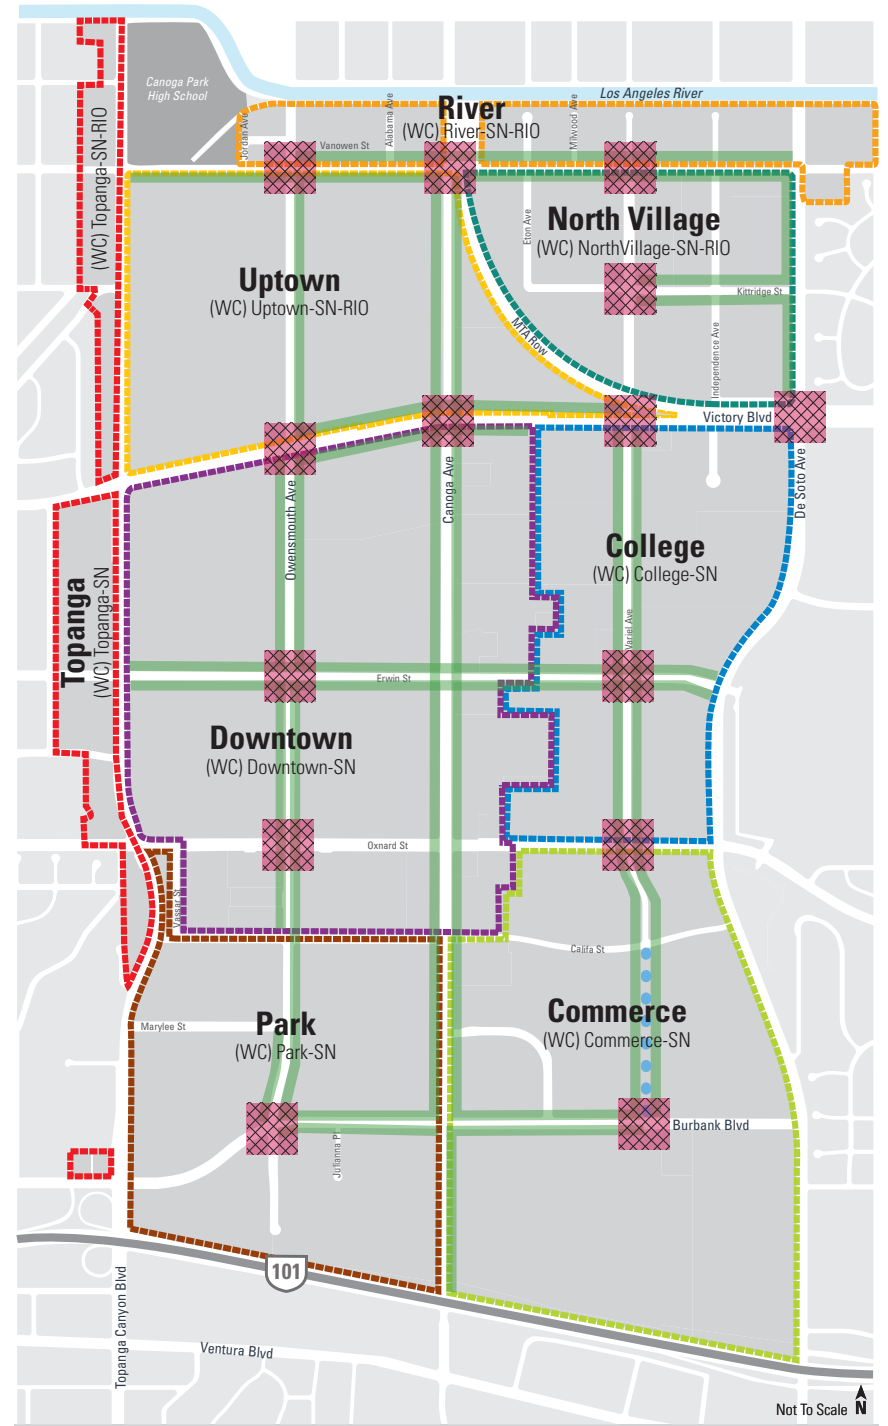 Canoga Park
High School
Los Angeles River
River
(WC) River-SN-RIO
Jordan Ave
Alabama Ave
Milwood Ave
Vanowen St
(WC) Topanga-SN-RIO
North Village
(WC) NorthVillage-SN-RIO
Eton Ave
Uptown
(WC) Uptown-SN-RIO
Kittridge St
MTA Row
Independence Ave
Victory Blvd
De Soto Ave
Canoga Ave
Owensmouth Ave
College
(WC) College-SN
Topanga
(WC) Topanga-SN
Variel Ave
Erwin St
Downtown
(WC) Downtown-SN
Oxnard St
Vassar St
Califa St
Commerce
(WC) Commerce-SN
Park
(WC) Park-SN
Marylee St
Burbank Blvd
Julianna Pl
101
Topanga Canyon Blvd
Ventura Blvd
Not To Scale
N